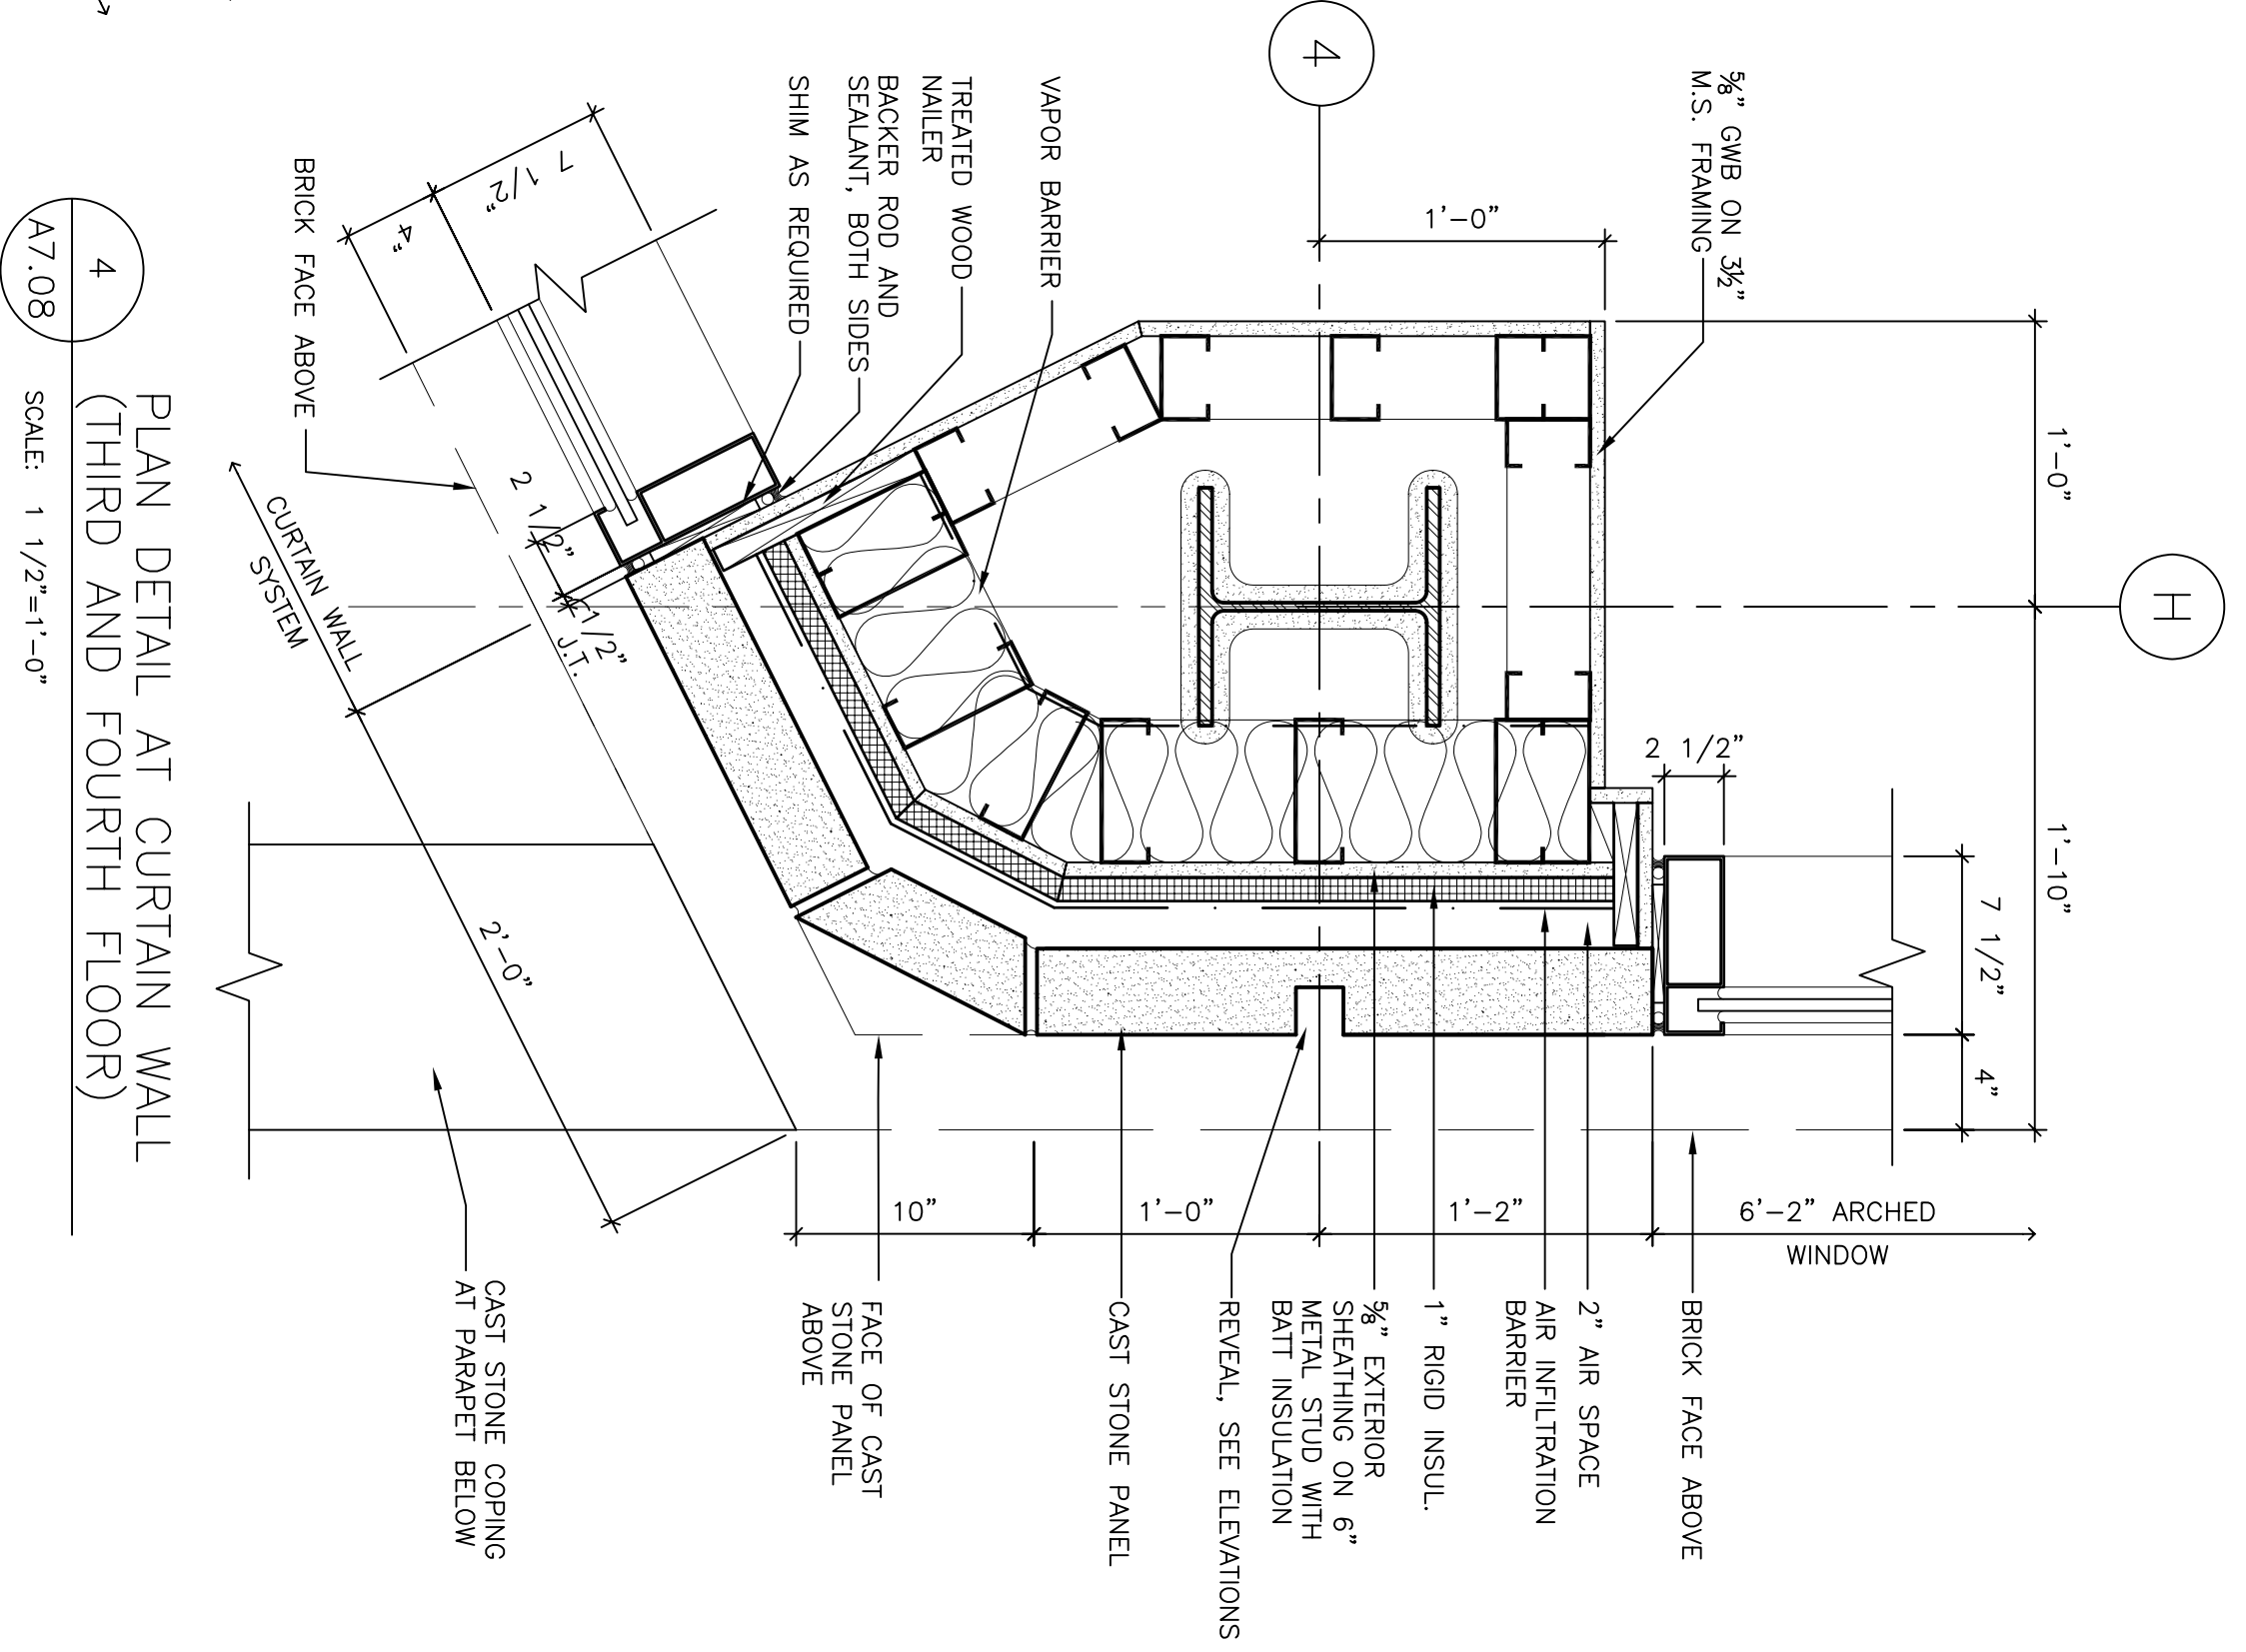 4
⅝” GWB ON 3½”
M.S. FRAMING
1’-0”
H
1’-0”
1’-10”
VAPOR BARRIER
TREATED WOOD
NAILER
BACKER ROD AND
SEALANT, BOTH SIDES
SHIM AS REQUIRED
BRICK FACE ABOVE
7 1/2”
4”
2 1/2”
1/2”
J.T.
CURTAIN WALL
SYSTEM
2’-0”
2 1/2”
7 1/2”
4”
10”
1’-0”
1’-2”
6’-2” ARCHED
WINDOW
BRICK FACE ABOVE
2” AIR SPACE
AIR INFILTRATION
BARRIER
1” RIGID INSUL.
⅝” EXTERIOR
SHEATHING ON 6”
METAL STUD WITH
BATT INSULATION
REVEAL, SEE ELEVATIONS
CAST STONE PANEL
FACE OF CAST
STONE PANEL
ABOVE
CAST STONE COPING
AT PARAPET BELOW
4
A7.08
PLAN DETAIL AT CURTAIN WALL
(THIRD AND FOURTH FLOOR)
SCALE: 1 1/2”=1’-0”